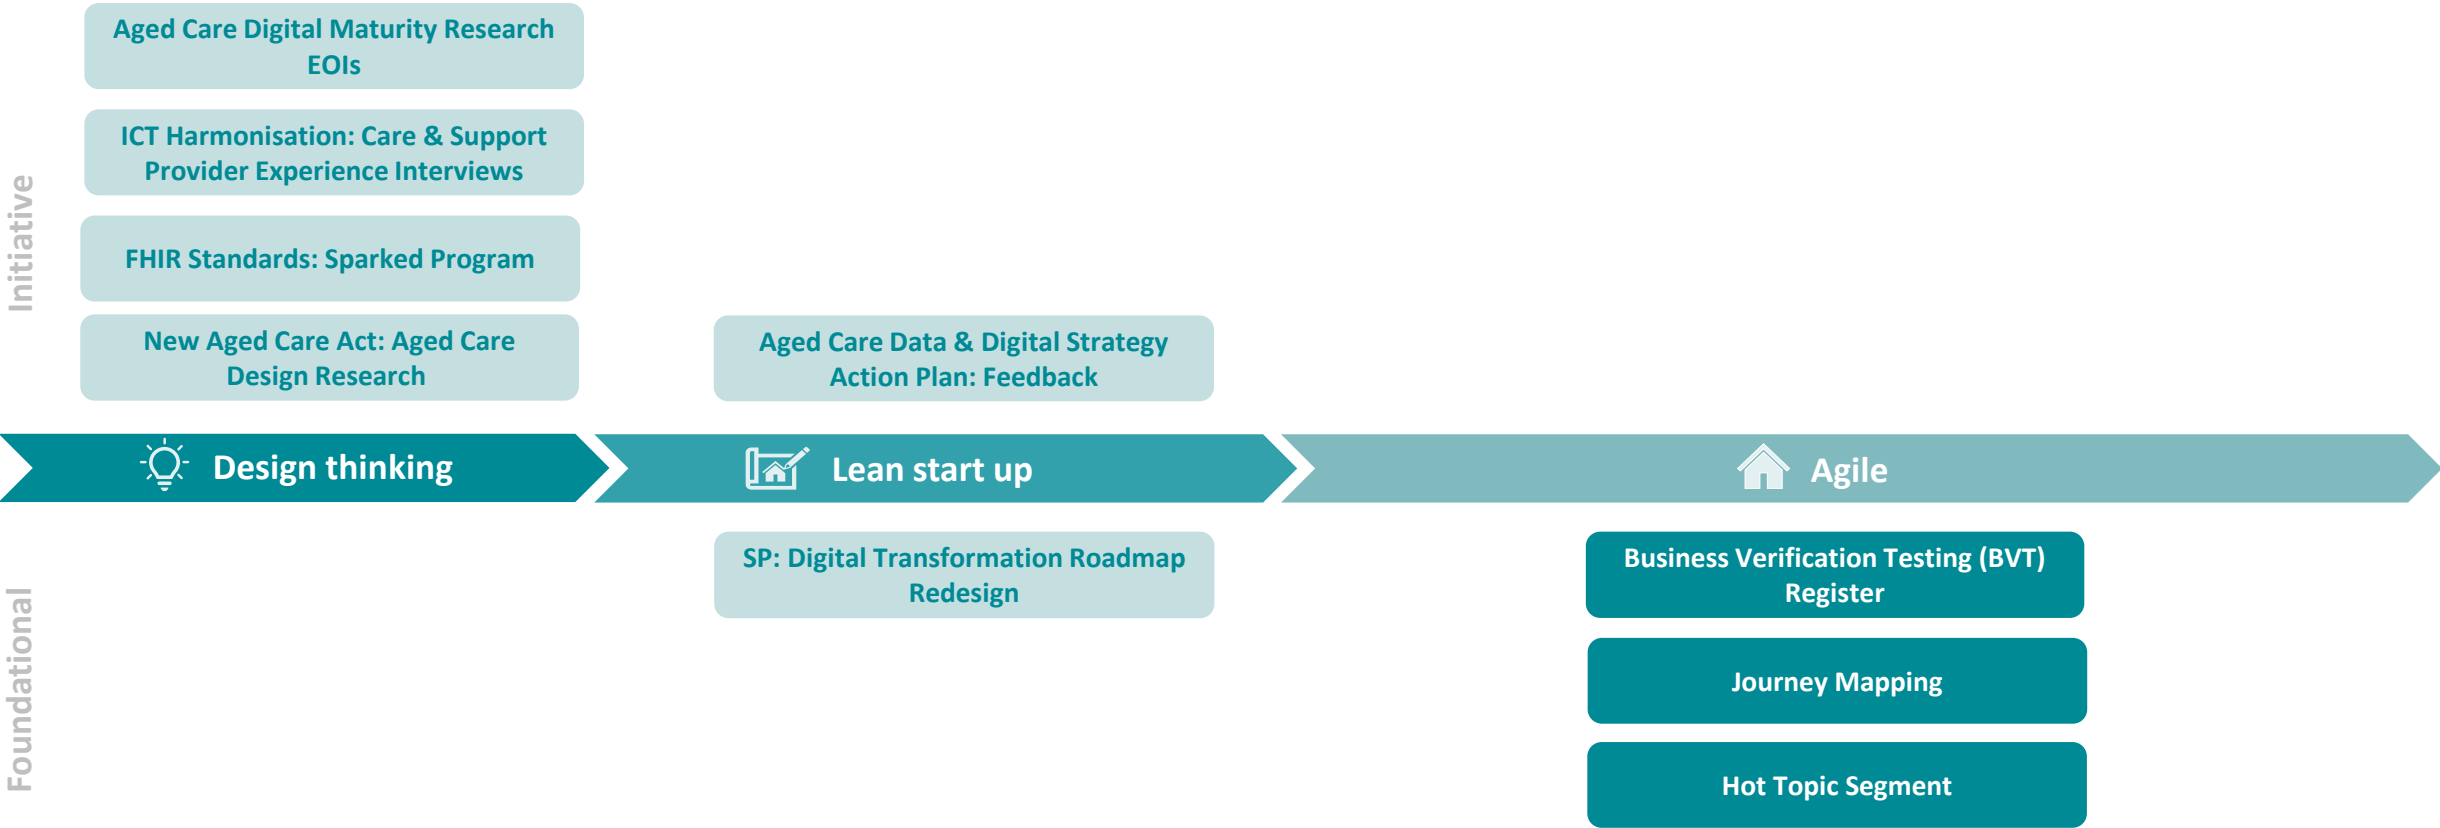 Initiative
Aged Care Digital Maturity Research
EOIs
ICT Harmonisation: Care & Support
Provider Experience Interviews
FHIR Standards: Sparked Program
New Aged Care Act: Aged Care
Design Research
Aged Care Data & Digital Strategy
Action Plan: Feedback
Design thinking
Lean start up
Agile
Foundational
SP: Digital Transformation Roadmap
Redesign
Business Verification Testing (BVT)
Register
Journey Mapping
Hot Topic Segment